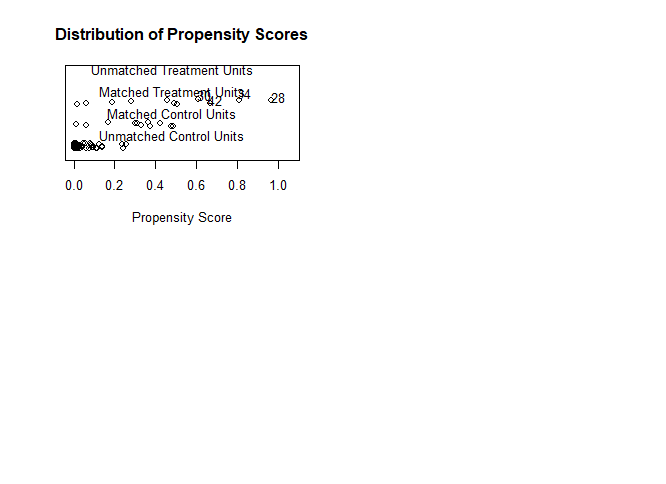 Distribution of Propensity Scores
Unmatched Treatment Units
Matched Treatment Units
30
42
34
28
Matched Control Units
Unmatched Control Units
0.0 0.2 0.4 0.6 0.8 1.0
Propensity Score